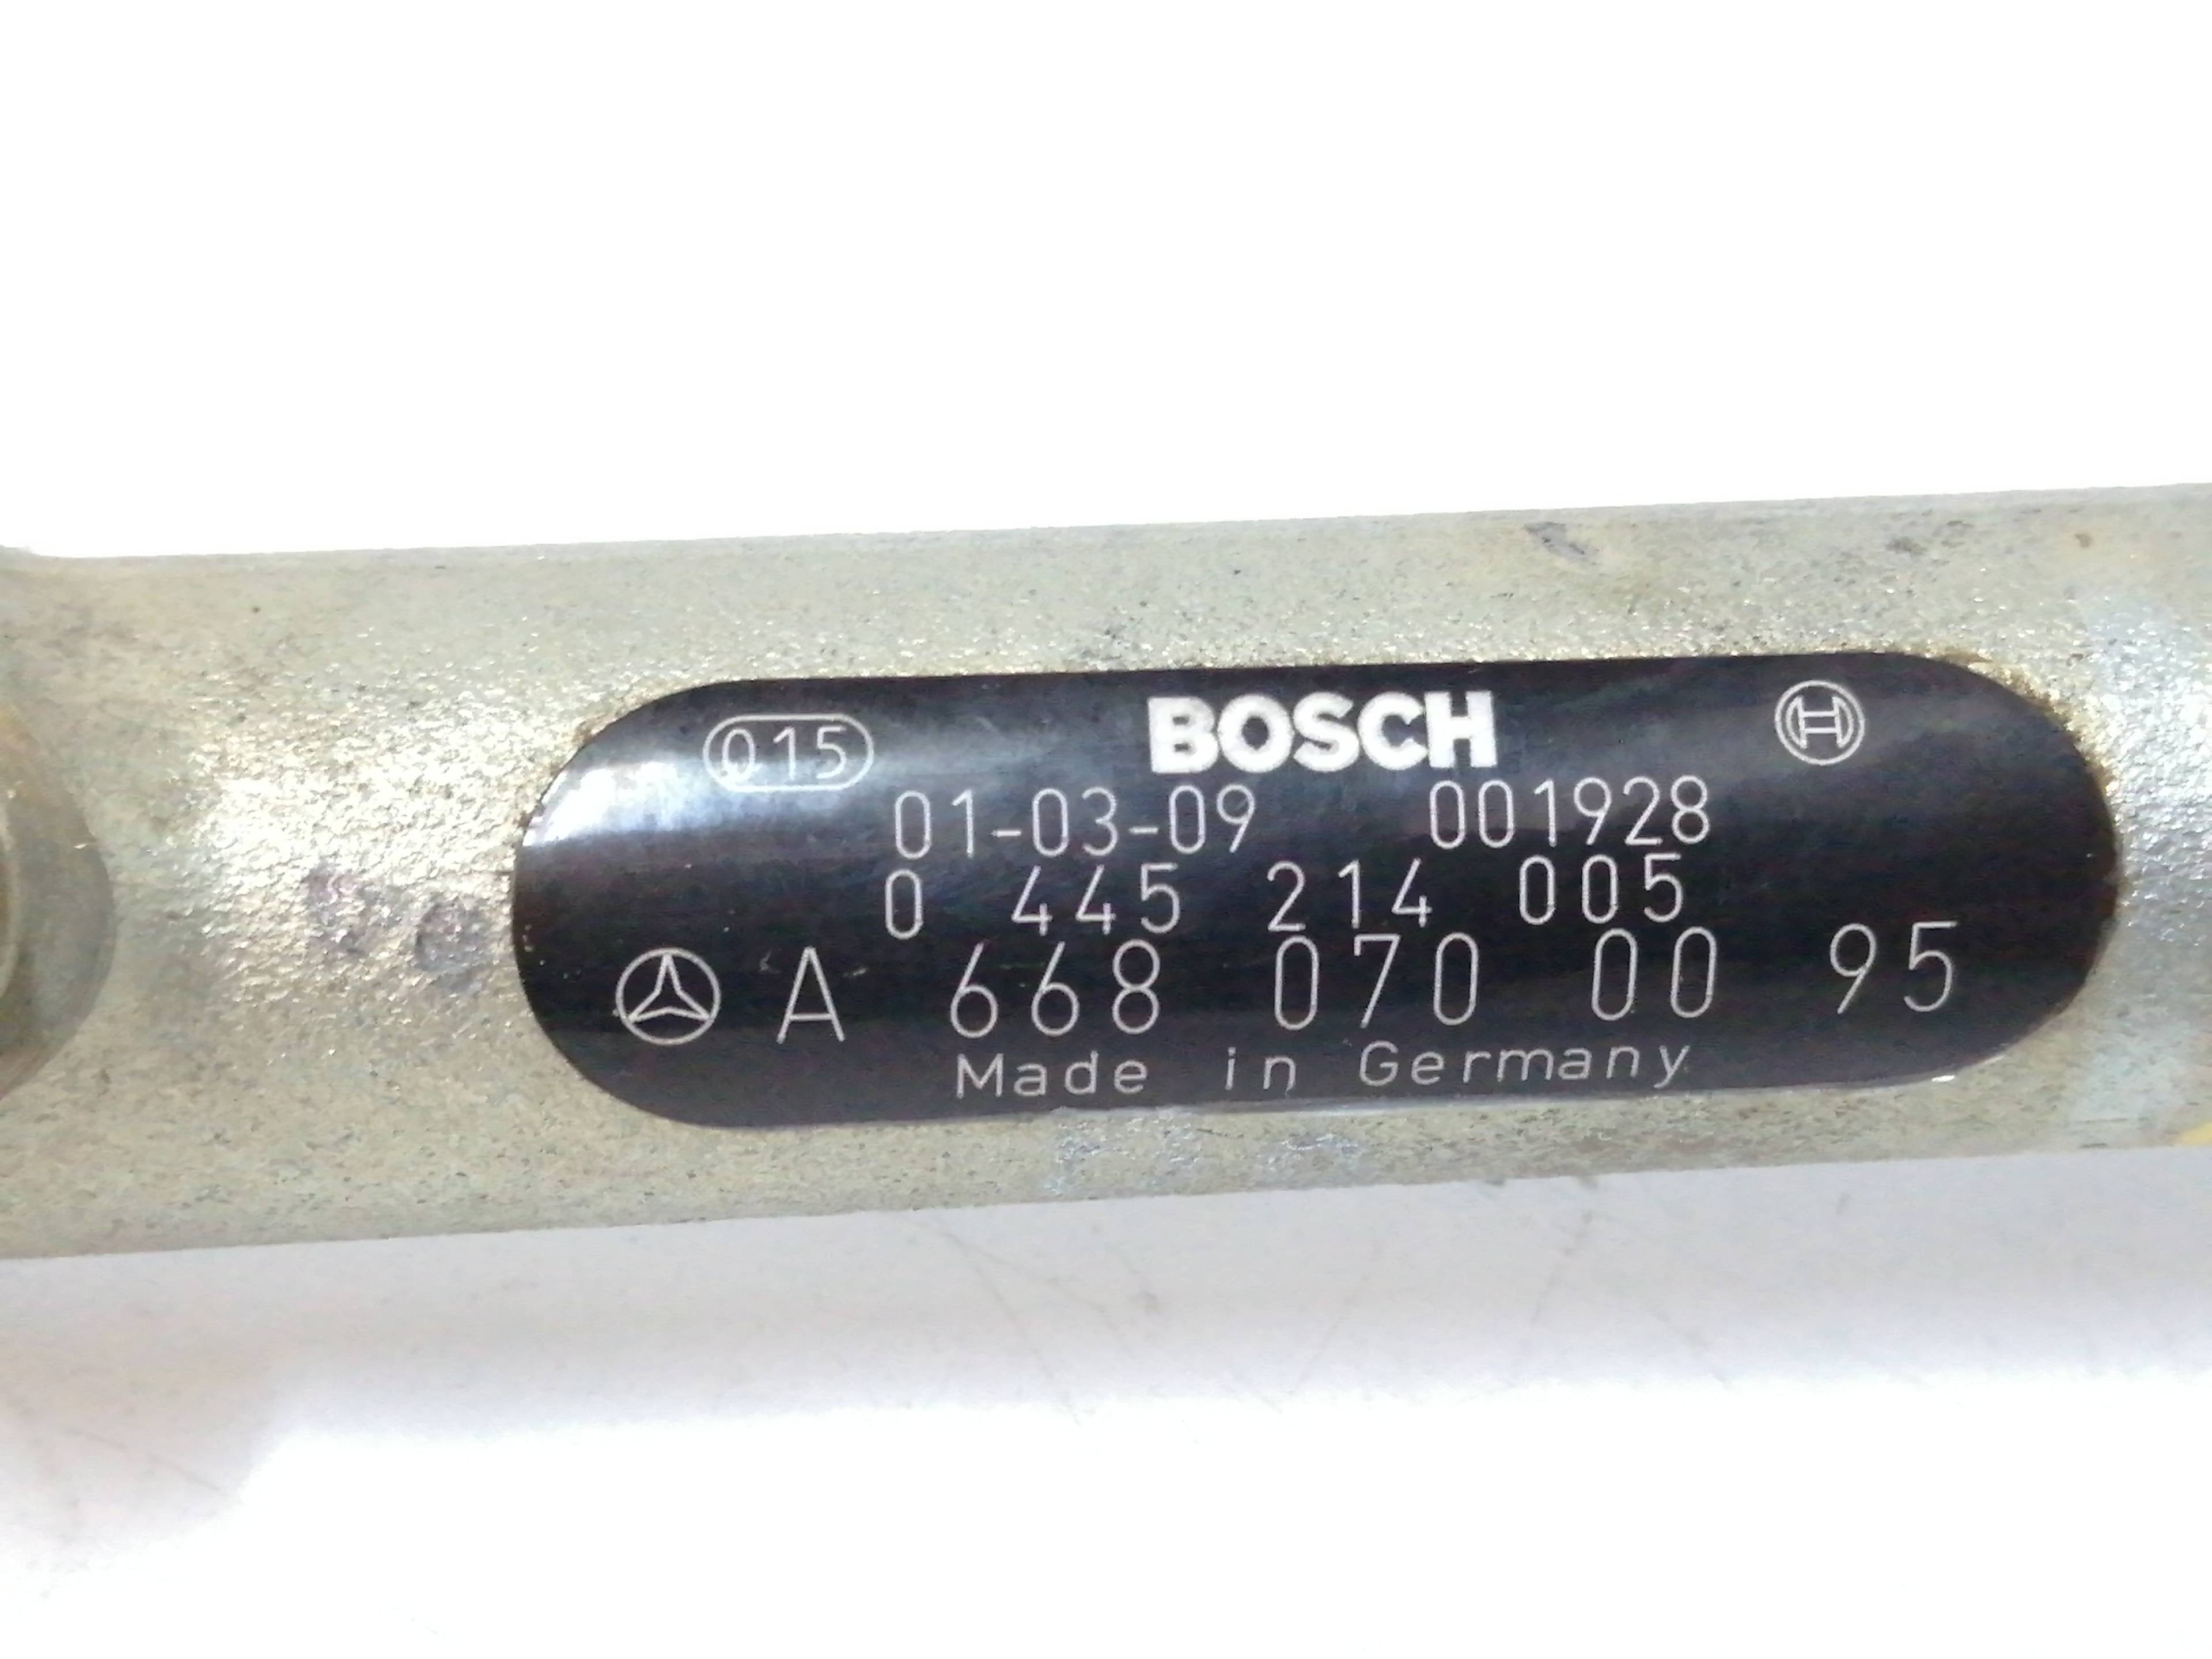 015 BOSCH
01-03-09 001928
0 445 214 005
A 668 070 00 95
Made in Germany